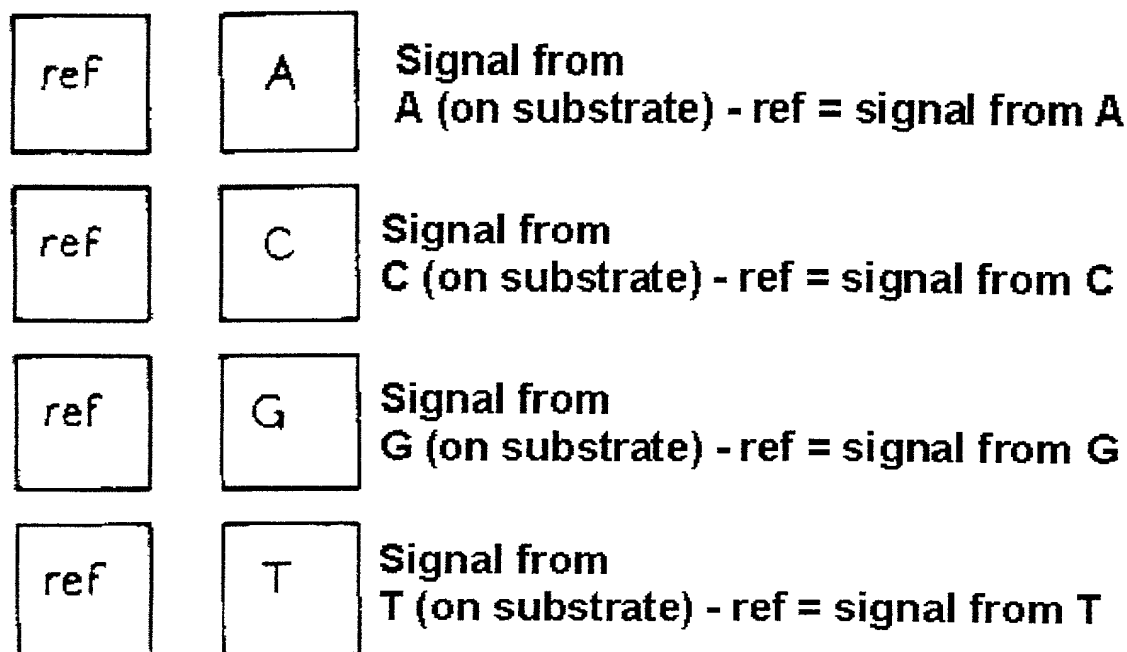 ref A Signal from
A (on substrate) - ref = signal from A
ref C Signal from
C (on substrate) - ref = signal from C
ref G Signal from
G (on substrate) - ref = signal from G
ref T Signal from
T (on substrate) - ref = signal from T